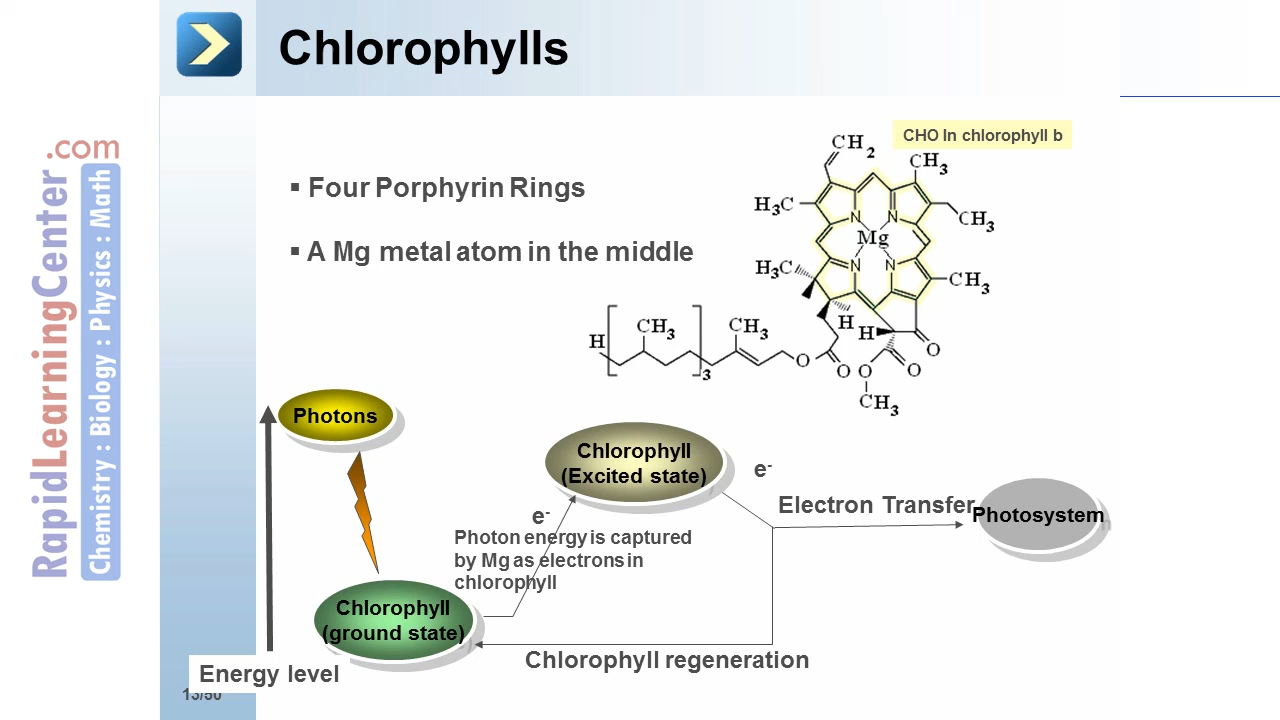 Chlorophylls
RapidLearningCenter.com
Chemistry : Biology : Physics : Math
▪ Four Porphyrin Rings
▪ A Mg metal atom in the middle
CHO In chlorophyll b
CH2
CH3
H3C
CH3
N N
Mg
N N
H3C
CH3
H
H
O
H
CH3
3
CH3
O
O
O
O
CH3
Photons
Chlorophyll
(Excited state)
e-
Electron Transfer
Photosystem
e-
Photon energy is captured
by Mg as electrons in
chlorophyll
Chlorophyll
(ground state)
Chlorophyll regeneration
Energy level
13/50